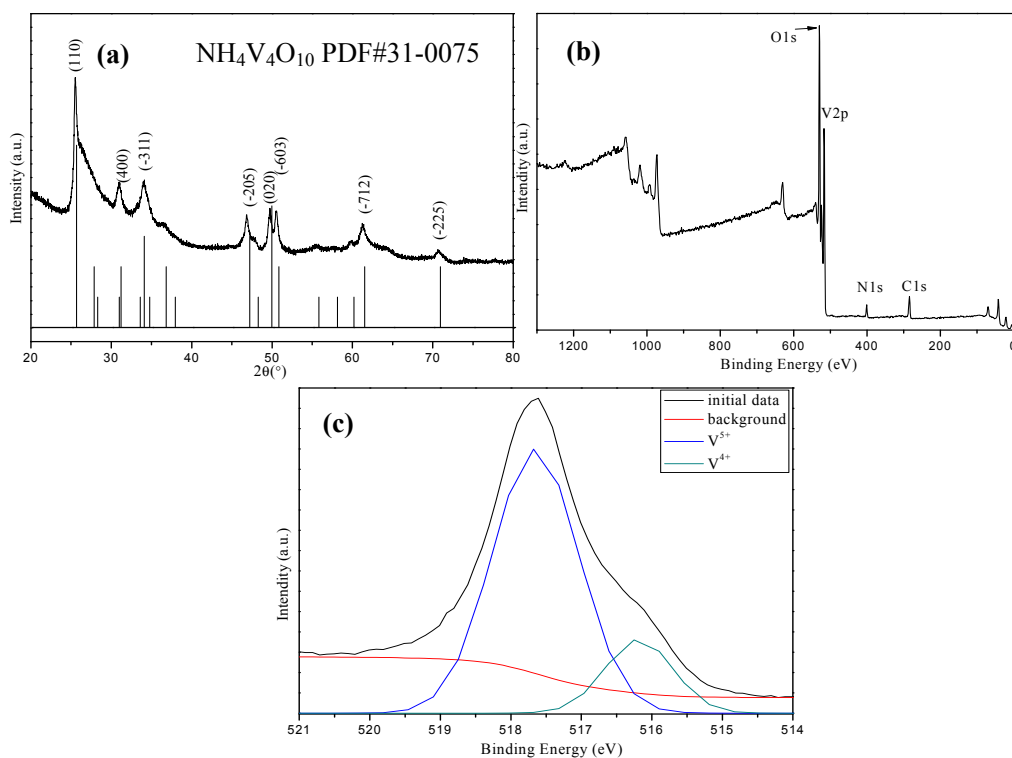 (a)
NH₄V₄O₁₀ PDF#31-0075
(110)
(400)
(-311)
(-205)
(020)
(-603)
(-712)
(-225)
Intensity (a.u.)
20 30 40 50 60 70 80
2θ(°)
(b)
O1s
V2p
N1s
C1s
Intendity (a.u.)
1200 1000 800 600 400 200 0
Binding Energy (eV)
(c)
initial data
background
V⁵⁺
V⁴⁺
Intendity (a.u.)
521 520 519 518 517 516 515 514
Binding Energy (eV)